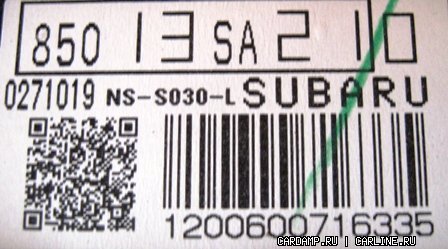 850 13 SA 2 10
0271019 NS-S030-L SUBARU
1200600716335
CARDAMP.RU | CARLINE.RU